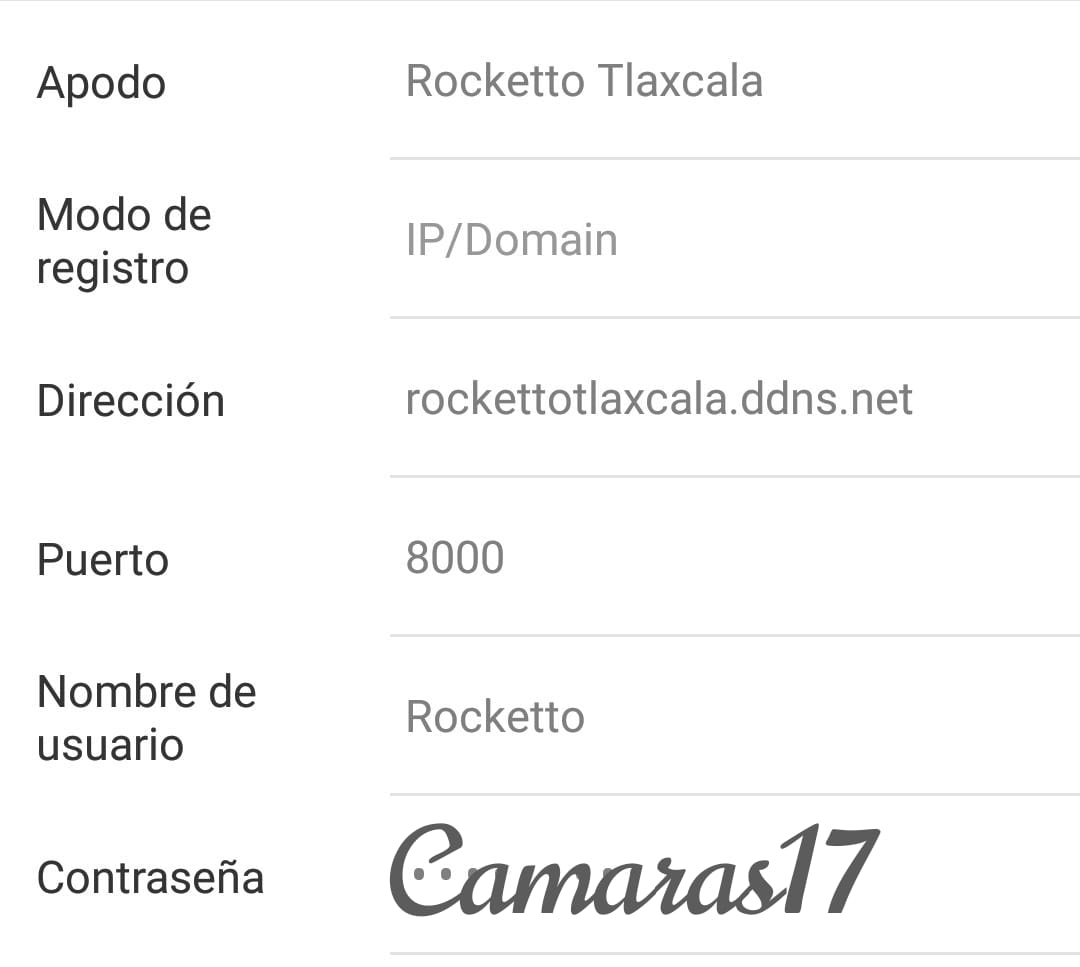 Apodo Rocketto Tlaxcala
Modo de
registro
IP/Domain
Dirección rockettotlaxcala.ddns.net
Puerto 8000
Nombre de
usuario
Rocketto
Contraseña Camaras17